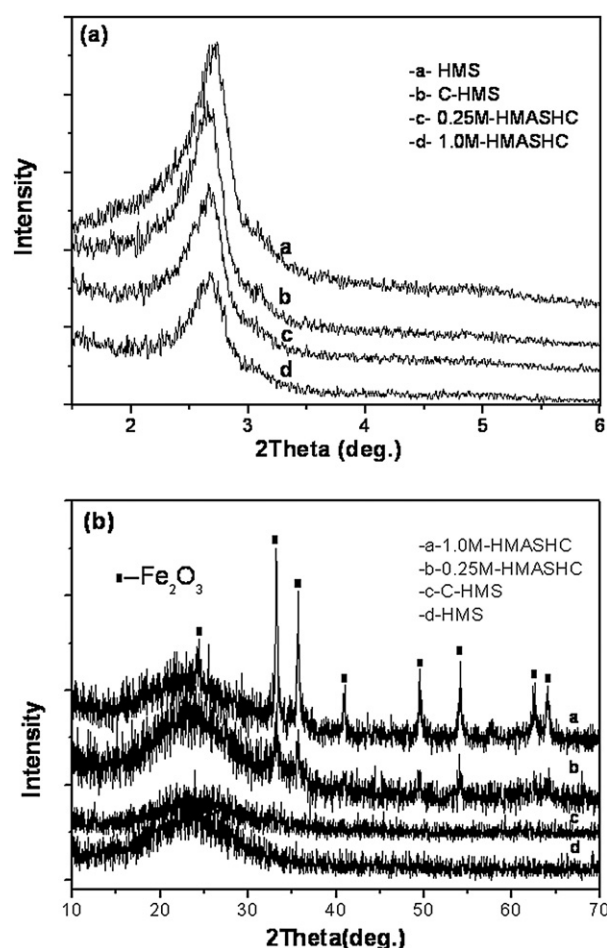 (a)
-a- HMS
-b- C-HMS
-c- 0.25M-HMASHC
-d- 1.0M-HMASHC
a
b
c
d
Intensity
2 3 4 5 6
2Theta (deg.)
(b)
-a-1.0M-HMASHC
-b-0.25M-HMASHC
-c-C-HMS
-d-HMS
–Fe₂O₃
a
b
c
d
Intensity
10 20 30 40 50 60 70
2Theta(deg.)